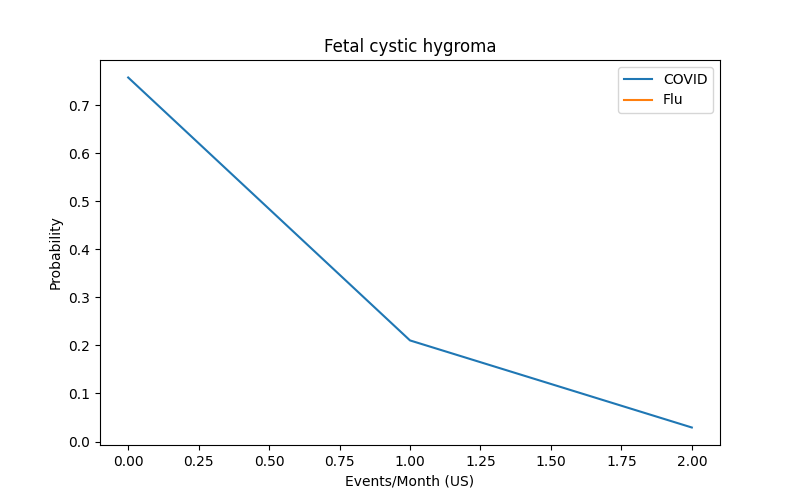 Fetal cystic hygroma
COVID
Flu
Probability
0.7
0.6
0.5
0.4
0.3
0.2
0.1
0.0
0.00 0.25 0.50 0.75 1.00 1.25 1.50 1.75 2.00
Events/Month (US)